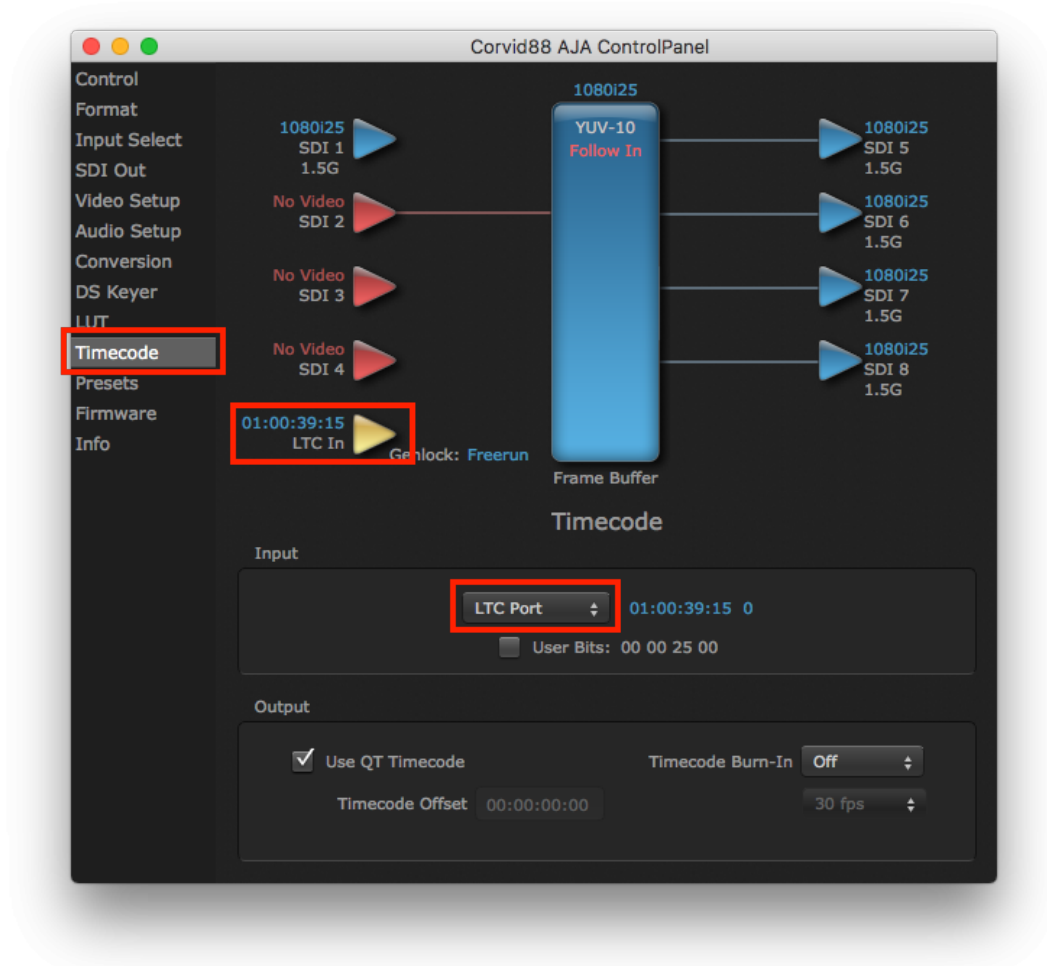 Corvid88 AJA ControlPanel
Control
Format
Input Select
SDI Out
Video Setup
Audio Setup
Conversion
DS Keyer
LUT
Timecode
Presets
Firmware
Info
1080i25
SDI 1
1.5G
No Video
SDI 2
No Video
SDI 3
No Video
SDI 4
01:00:39:15
LTC In
Genlock: Freerun
1080i25
YUV-10
Follow In
Frame Buffer
1080i25
SDI 5
1.5G
1080i25
SDI 6
1.5G
1080i25
SDI 7
1.5G
1080i25
SDI 8
1.5G
Timecode
Input
LTC Port 01:00:39:15 0
User Bits: 00 00 25 00
Output
Use QT Timecode Timecode Burn-In Off
Timecode Offset 00:00:00:00 30 fps